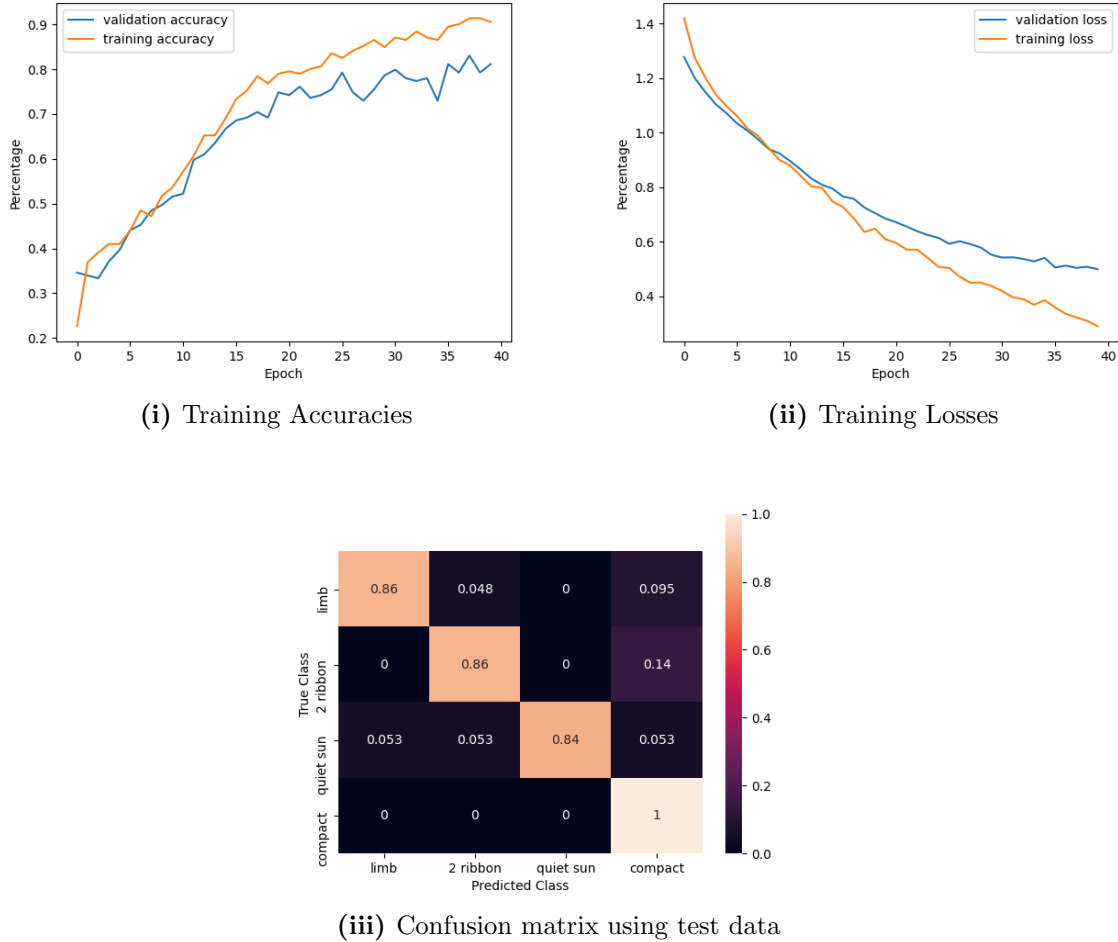 validation accuracy
training accuracy
0.9
0.8
0.7
0.6
0.5
0.4
0.3
0.2
Percentage
0 5 10 15 20 25 30 35 40
Epoch
(i) Training Accuracies
validation loss
training loss
1.4
1.2
1.0
0.8
0.6
0.4
Percentage
0 5 10 15 20 25 30 35 40
Epoch
(ii) Training Losses
True Class
limb
2 ribbon
quiet sun
compact
0.86 0.048 0 0.095
0 0.86 0 0.14
0.053 0.053 0.84 0.053
0 0 0 1
limb 2 ribbon quiet sun compact
Predicted Class
1.0
0.8
0.6
0.4
0.2
0.0
(iii) Confusion matrix using test data